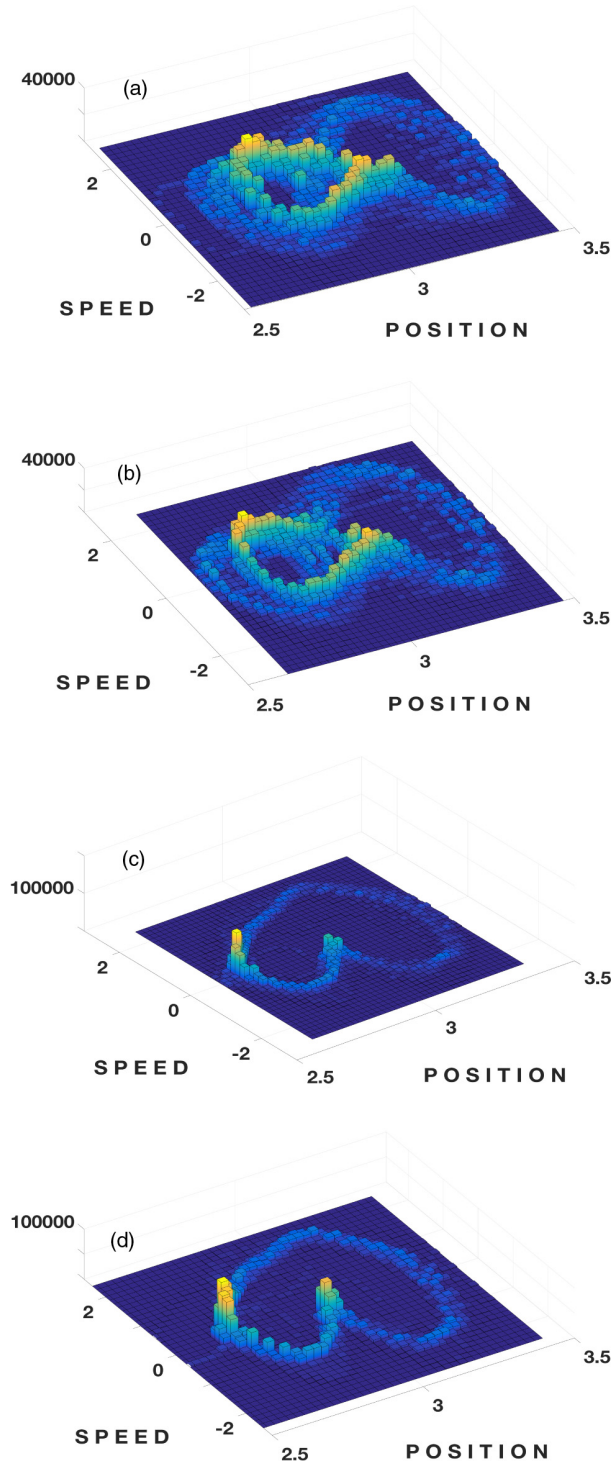 40000
(a)
2
0
-2
SPEED
2.5
3
3.5
POSITION
40000
(b)
2
0
-2
SPEED
2.5
3
3.5
POSITION
100000
(c)
2
0
-2
SPEED
2.5
3
3.5
POSITION
100000
(d)
2
0
-2
SPEED
2.5
3
3.5
POSITION